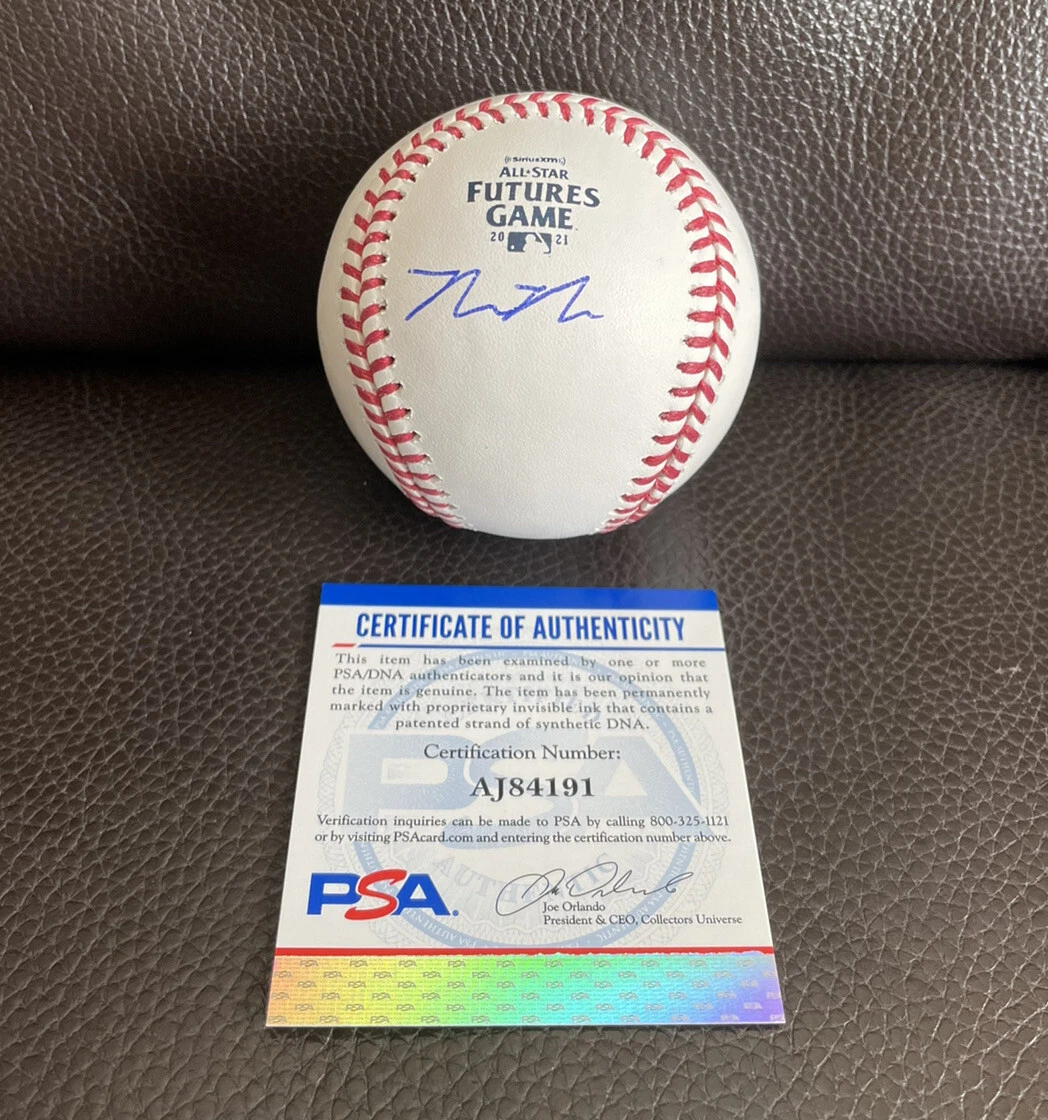 SiriusXM
ALL★STAR
FUTURES
GAME™
20 21
CERTIFICATE OF AUTHENTICITY
This item has been examined by one or more
PSA/DNA authenticators and it is our opinion that
the item is genuine. The item has been permanently
marked with proprietary invisible ink that contains a
patented strand of synthetic DNA.
Certification Number:
AJ84191
Verification inquiries can be made to PSA by calling 800-325-1121
or by visiting PSAcard.com and entering the certification number above.
PSA®
Joe Orlando
President & CEO, Collectors Universe